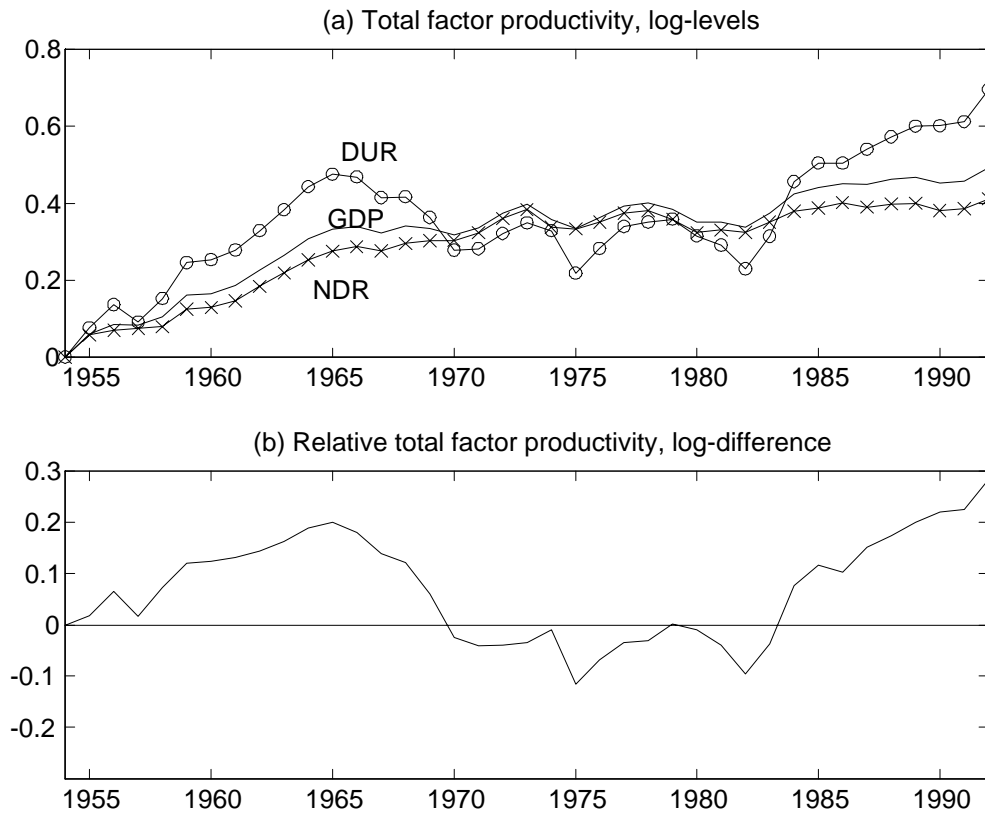 (a) Total factor productivity, log-levels
0.8
0.6
0.4
0.2
0
DUR
GDP
NDR
1955 1960 1965 1970 1975 1980 1985 1990
(b) Relative total factor productivity, log-difference
0.3
0.2
0.1
0
-0.1
-0.2
1955 1960 1965 1970 1975 1980 1985 1990